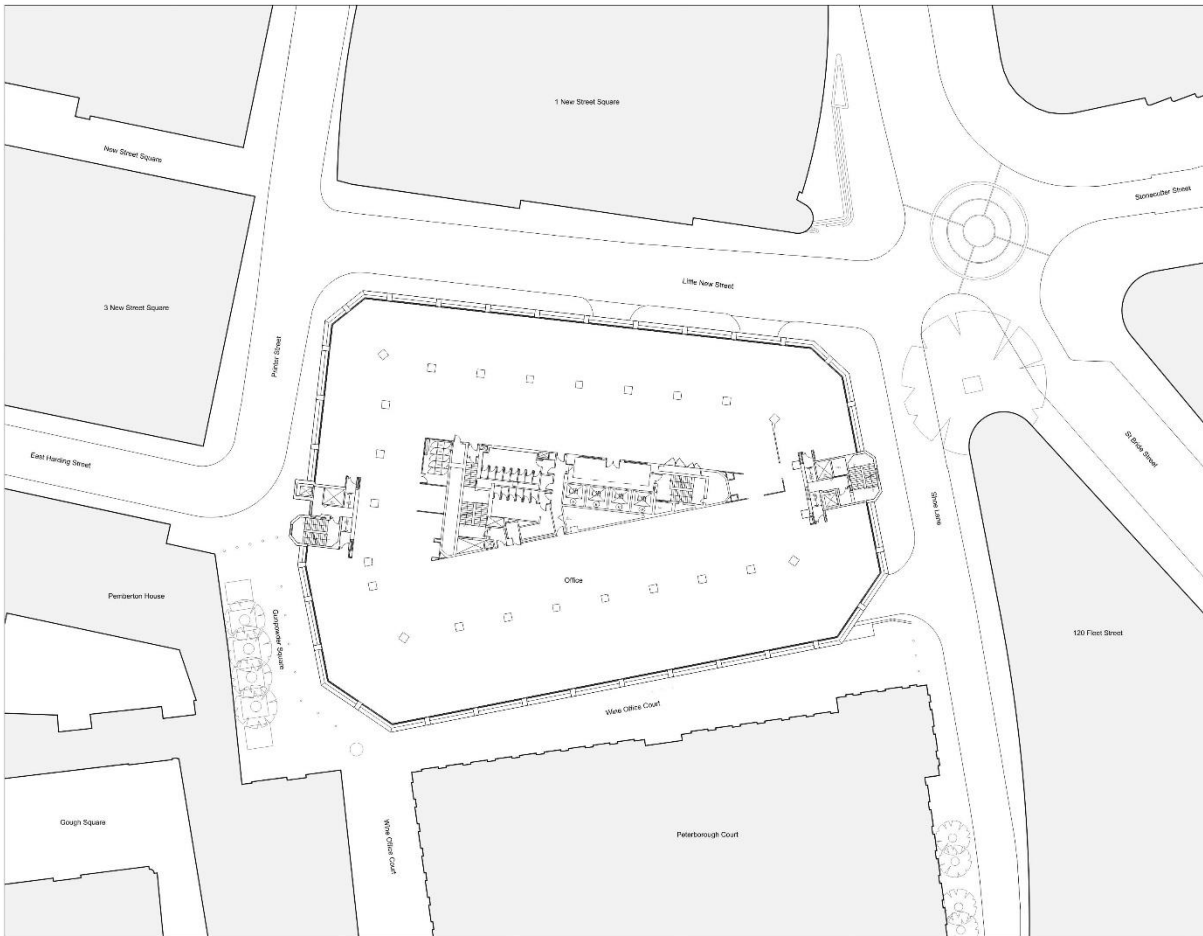 1 New Street Square
New Street Square
Stonecutter Street
Little New Street
3 New Street Square
Printer Street
St Bride Street
East Harding Street
Shoe Lane
Office
Pemberton House
Gunpowder Square
120 Fleet Street
Wine Office Court
Gough Square
Wine Office Court
Peterborough Court